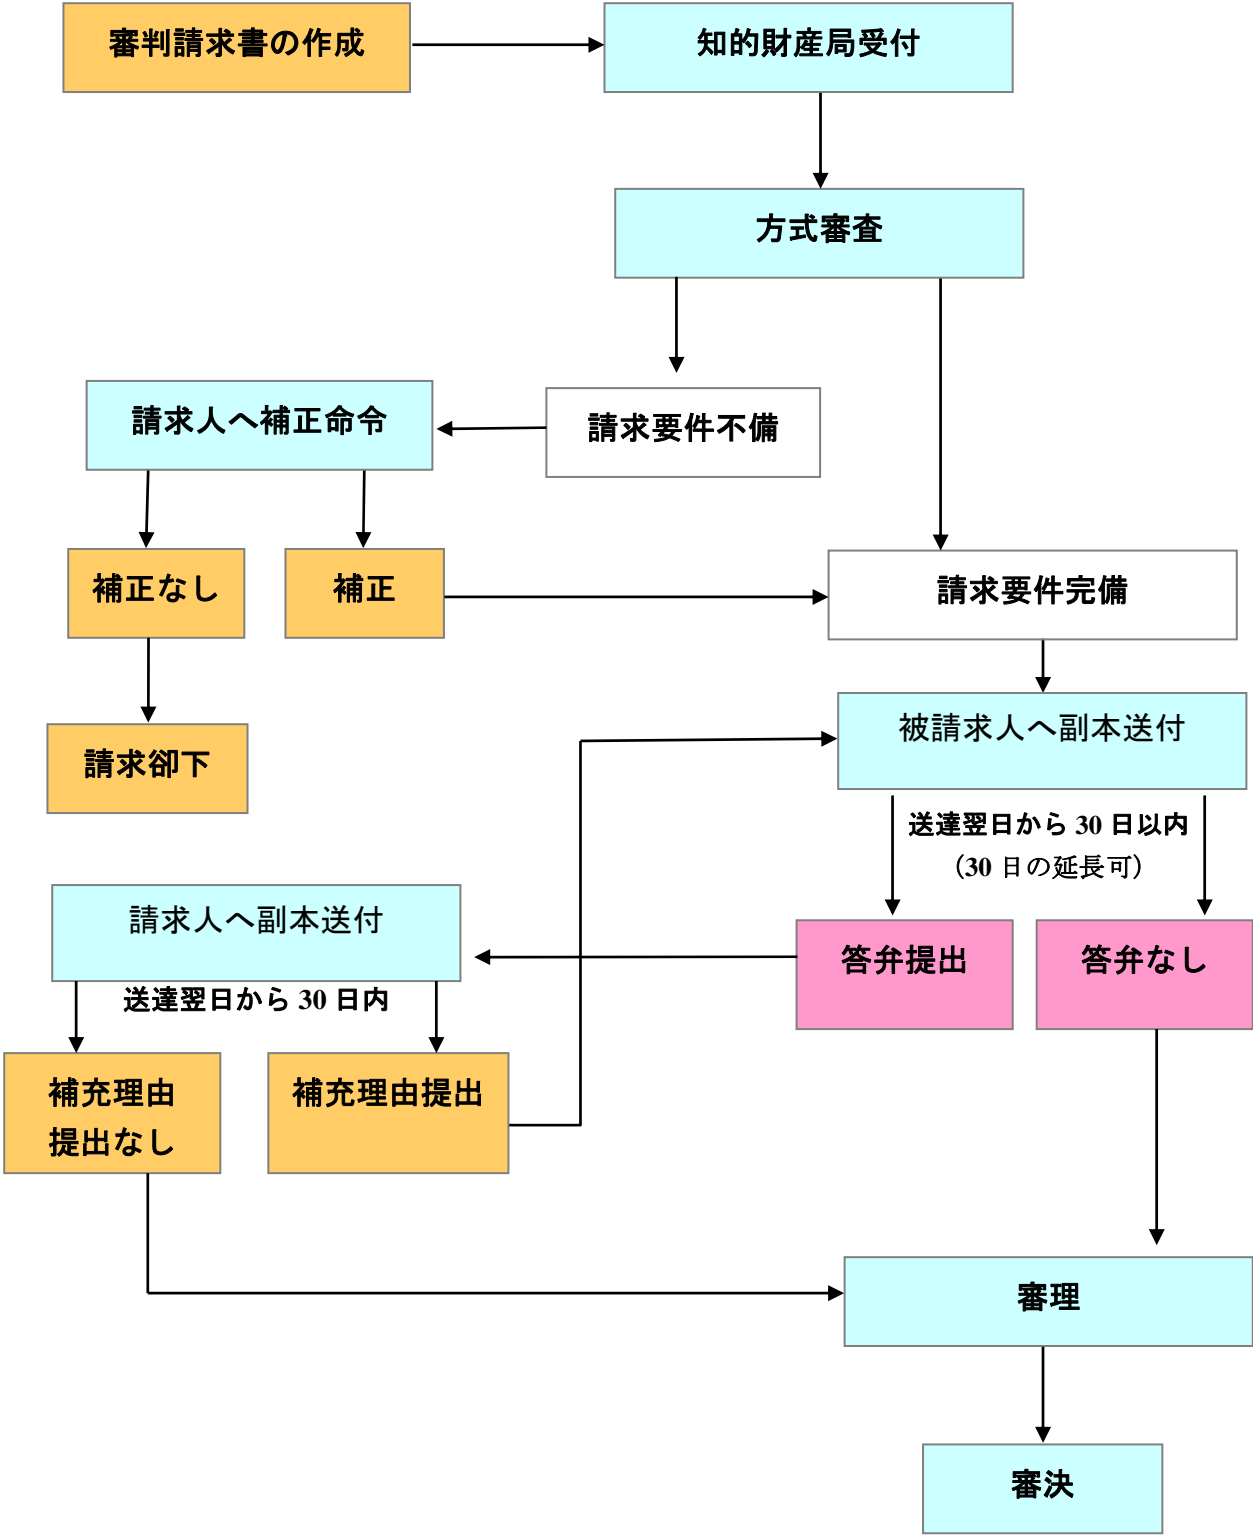 審判請求書の作成
知的財産局受付
方式審査
請求人へ補正命令
請求要件不備
補正なし
補正
請求要件完備
請求卻下
被請求人へ副本送付
送達翌日から 30 日以内
（30 日の延長可）
請求人へ副本送付
答弁提出
答弁なし
送達翌日から 30 日内
補充理由
提出なし
補充理由提出
審理
審決